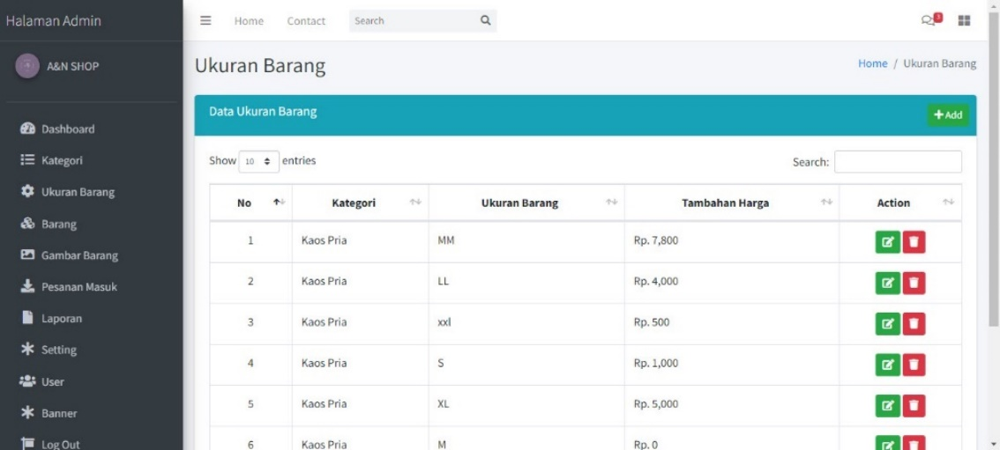 Halaman Admin
Home Contact Search
3
A&N SHOP
Ukuran Barang
Home / Ukuran Barang
Dashboard
Kategori
Ukuran Barang
Barang
Gambar Barang
Pesanan Masuk
Laporan
Setting
User
Banner
Log Out
Data Ukuran Barang
Add
Show 10 entries
Search:
No Kategori Ukuran Barang Tambahan Harga Action
1 Kaos Pria MM Rp. 7,800
2 Kaos Pria LL Rp. 4,000
3 Kaos Pria xxl Rp. 500
4 Kaos Pria S Rp. 1,000
5 Kaos Pria XL Rp. 5,000
6 Kaos Pria M Rp. 0